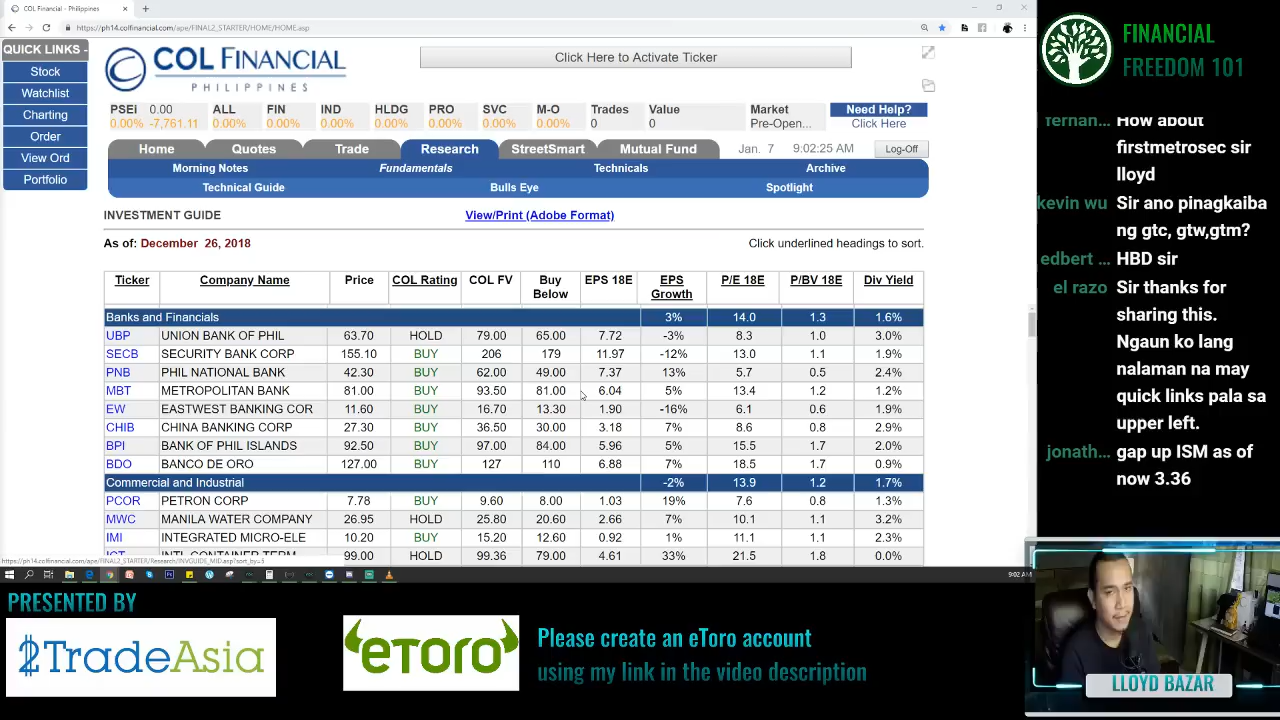 COL Financial - Philippines
https://ph14.colfinancial.com/ape/FINAL2_STARTER/HOME/HOME.asp
QUICK LINKS -
Stock
Watchlist
Charting
Order
View Ord
Portfolio
COL FINANCIAL
PHILIPPINES
Click Here to Activate Ticker
PSEi 0.00 ALL FIN IND HLDG PRO SVC M-O Trades Value Market Need Help?
0.00% -7,761.11 0.00% 0.00% 0.00% 0.00% 0.00% 0.00% 0.00% 0 0 Pre-Open... Click Here
Home Quotes Trade Research StreetSmart Mutual Fund Jan. 7 9:02:25 AM Log-Off
Morning Notes Fundamentals Technicals Archive
Technical Guide Bulls Eye Spotlight
INVESTMENT GUIDE View/Print (Adobe Format)
As of: December 26, 2018 Click underlined headings to sort.
Ticker Company Name Price COL Rating COL FV Buy Below EPS 18E EPS Growth P/E 18E P/BV 18E Div Yield
Banks and Financials 3% 14.0 1.3 1.6%
UBP UNION BANK OF PHIL 63.70 HOLD 79.00 65.00 7.72 -3% 8.3 1.0 3.0%
SECB SECURITY BANK CORP 155.10 BUY 206 179 11.97 -12% 13.0 1.1 1.9%
PNB PHIL NATIONAL BANK 42.30 BUY 62.00 49.00 7.37 13% 5.7 0.5 2.4%
MBT METROPOLITAN BANK 81.00 BUY 93.50 81.00 6.04 5% 13.4 1.2 1.2%
EW EASTWEST BANKING COR 11.60 BUY 16.70 13.30 1.90 -16% 6.1 0.6 1.9%
CHIB CHINA BANKING CORP 27.30 BUY 36.50 30.00 3.18 7% 8.6 0.8 2.9%
BPI BANK OF PHIL ISLANDS 92.50 BUY 97.00 84.00 5.96 5% 15.5 1.7 2.0%
BDO BANCO DE ORO 127.00 BUY 127 110 6.88 7% 18.5 1.7 0.9%
Commercial and Industrial -2% 13.9 1.2 1.7%
PCOR PETRON CORP 7.78 BUY 9.60 8.00 1.03 19% 7.6 0.8 1.3%
MWC MANILA WATER COMPANY 26.95 HOLD 25.80 20.60 2.66 7% 10.1 1.1 3.2%
IMI INTEGRATED MICRO-ELE 10.20 BUY 15.20 12.60 0.92 1% 11.1 1.1 2.3%
ICT INTL CONTAINER TERM 99.00 HOLD 99.36 79.00 4.61 33% 21.5 1.8 0.0%
9:02 AM
FINANCIAL
FREEDOM 101
fernan... How about
firstmetrosec sir
lloyd
kevin wu Sir ano pinagkaiba
ng gtc, gtw,gtm?
edbert ... HBD sir
el razo Sir thanks for
sharing this.
Ngaun ko lang
nalaman na may
quick links pala sa
upper left.
jonath... gap up ISM as of
now 3.36
PRESENTED BY
2TradeAsia
eToro
Please create an eToro account
using my link in the video description
LLOYD BAZAR